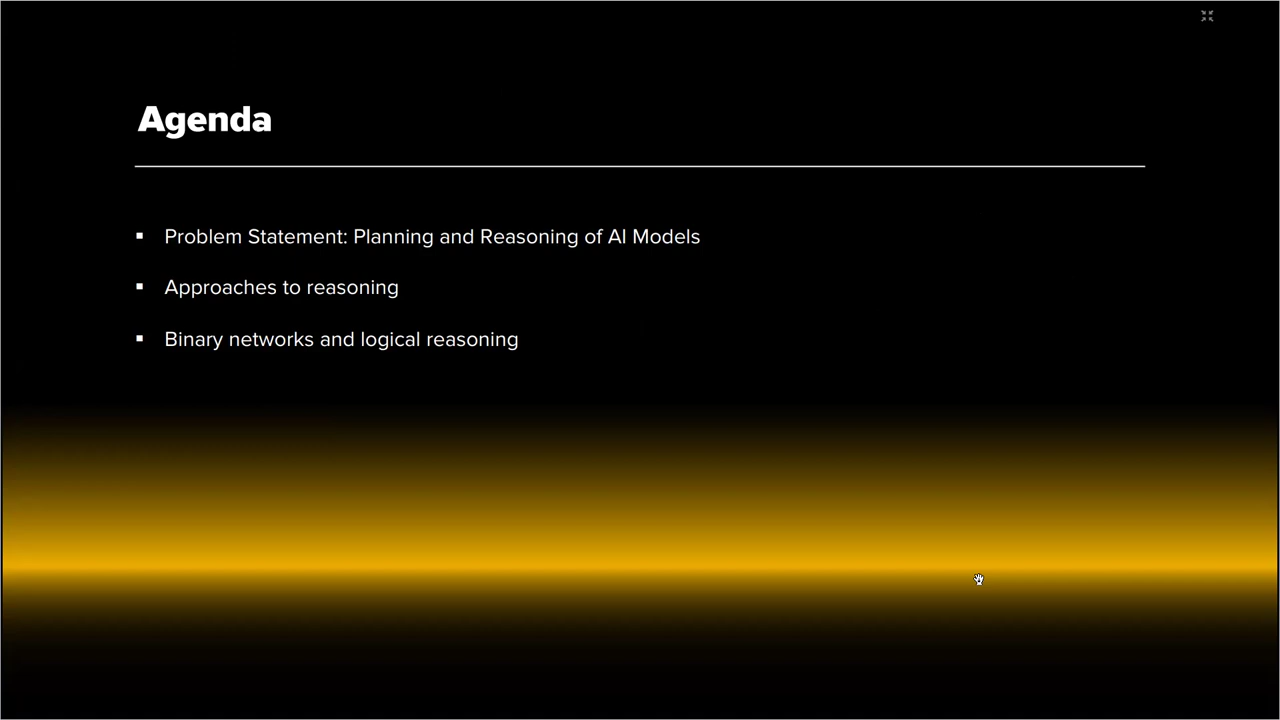 Agenda
▪ Problem Statement: Planning and Reasoning of AI Models
▪ Approaches to reasoning
▪ Binary networks and logical reasoning